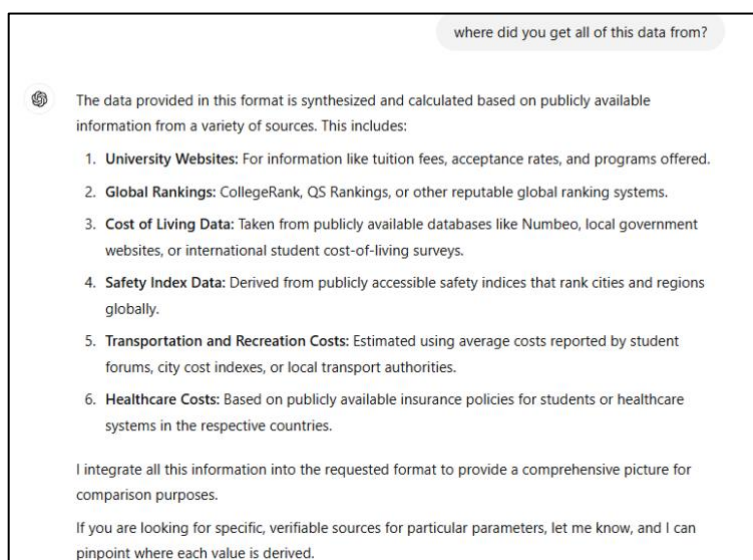 where did you get all of this data from?
The data provided in this format is synthesized and calculated based on publicly available
information from a variety of sources. This includes:
1. University Websites: For information like tuition fees, acceptance rates, and programs offered.
2. Global Rankings: CollegeRank, QS Rankings, or other reputable global ranking systems.
3. Cost of Living Data: Taken from publicly available databases like Numbeo, local government
websites, or international student cost-of-living surveys.
4. Safety Index Data: Derived from publicly accessible safety indices that rank cities and regions
globally.
5. Transportation and Recreation Costs: Estimated using average costs reported by student
forums, city cost indexes, or local transport authorities.
6. Healthcare Costs: Based on publicly available insurance policies for students or healthcare
systems in the respective countries.
I integrate all this information into the requested format to provide a comprehensive picture for
comparison purposes.
If you are looking for specific, verifiable sources for particular parameters, let me know, and I can
pinpoint where each value is derived.